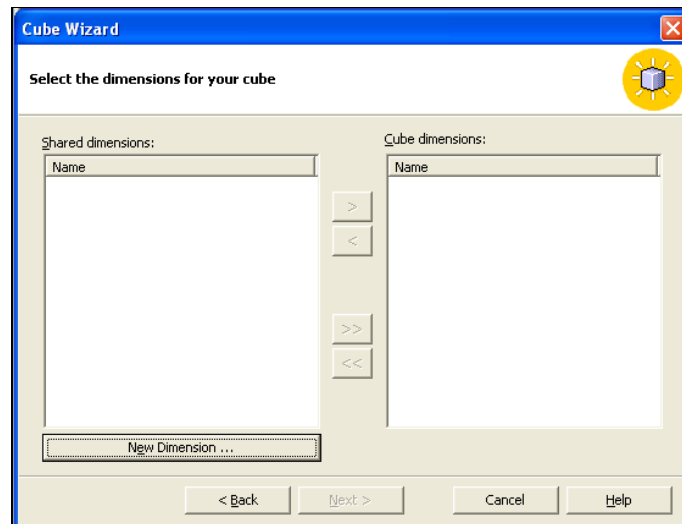 Cube Wizard
Select the dimensions for your cube
Shared dimensions:
Name
>
<
>>
<<
Cube dimensions:
Name
New Dimension ...
< Back
Next >
Cancel
Help